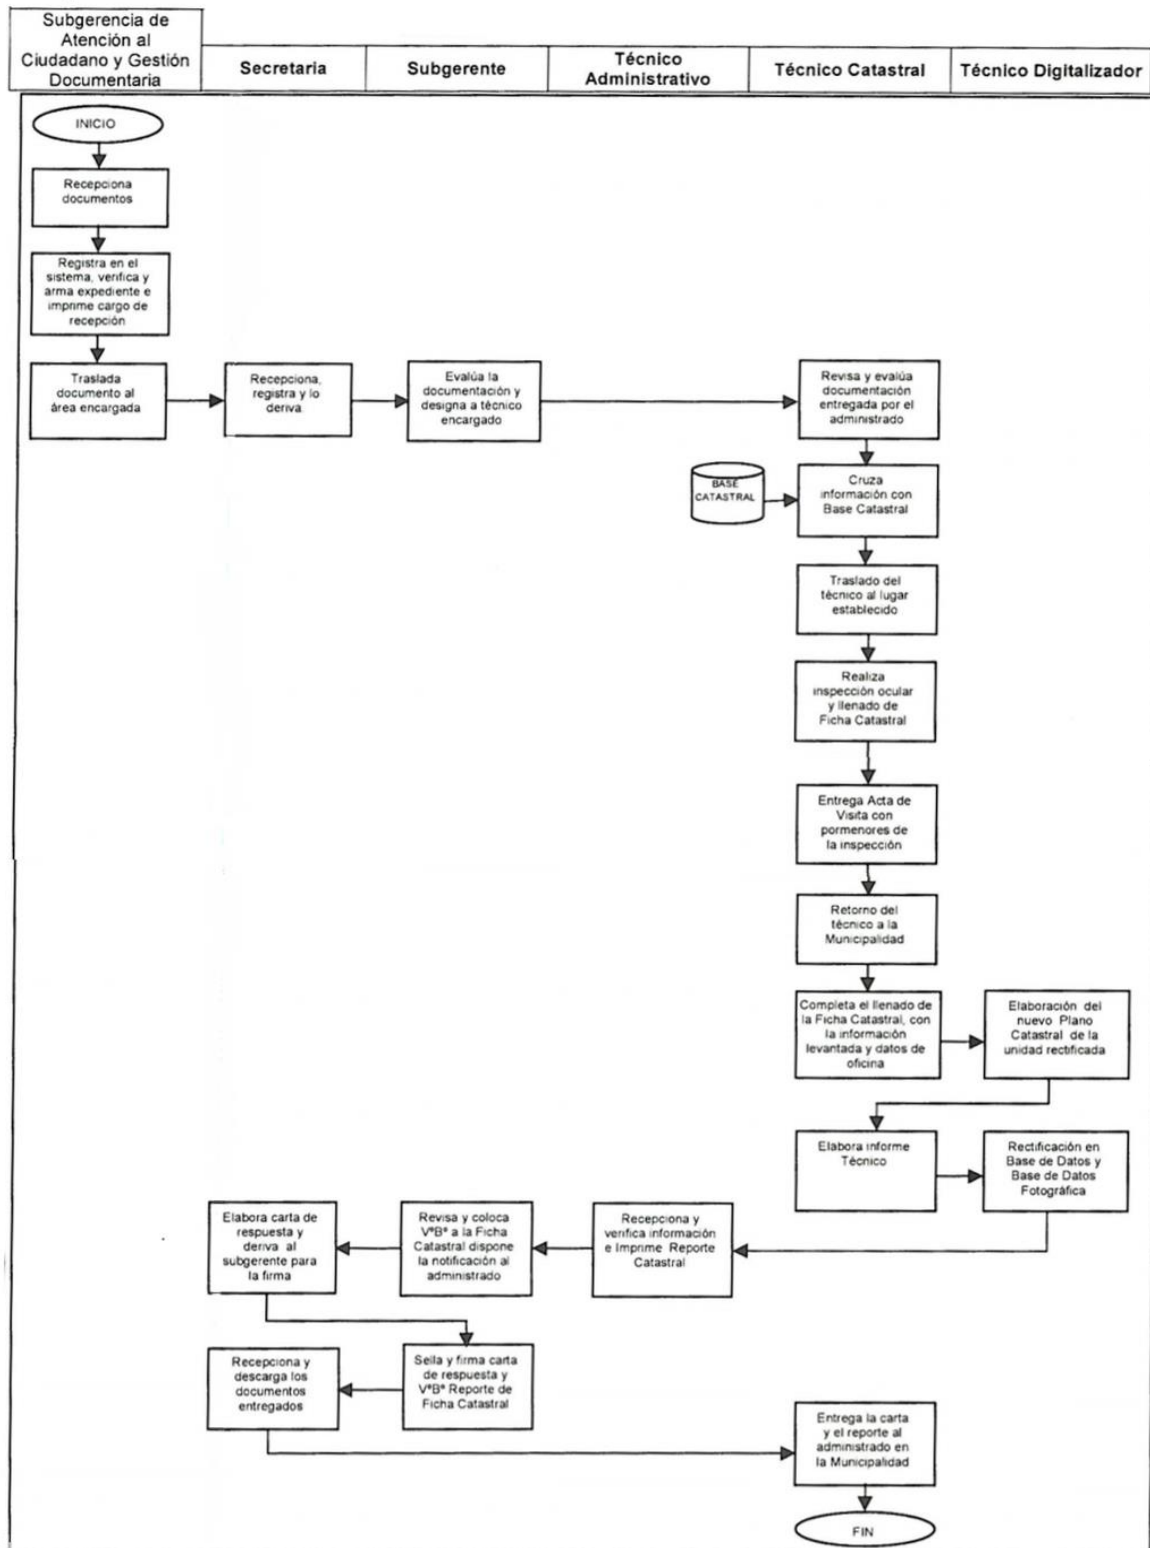 Subgerencia de
Atención al
Ciudadano y Gestión
Documentaria
Secretaria
Subgerente
Técnico
Administrativo
Técnico Catastral
Técnico Digitalizador
INICIO
Recepciona
documentos
Registra en el
sistema, verifica y
arma expediente e
imprime cargo de
recepción
Traslada
documento al
área encargada
Recepciona,
registra y lo
deriva.
Evalúa la
documentación y
designa a técnico
encargado
Revisa y evalúa
documentación
entregada por el
administrado
BASE
CATASTRAL
Cruza
información con
Base Catastral
Traslado del
técnico al lugar
establecido
Realiza
inspección ocular
y llenado de
Ficha Catastral
Entrega Acta de
Visita con
pormenores de
la inspección
Retorno del
técnico a la
Municipalidad
Completa el llenado de
la Ficha Catastral, con
la información
levantada y datos de
oficina
Elaboración del
nuevo Plano
Catastral de la
unidad rectificada
Elabora informe
Técnico
Rectificación en
Base de Datos y
Base de Datos
Fotográfica
Recepciona y
verifica información
e Imprime Reporte
Catastral
Revisa y coloca
V°B° a la Ficha
Catastral dispone
la notificación al
administrado
Elabora carta de
respuesta y
deriva al
subgerente para
la firma
Sella y firma carta
de respuesta y
V°B° Reporte de
Ficha Catastral
Recepciona y
descarga los
documentos
entregados
Entrega la carta
y el reporte al
administrado en
la Municipalidad
FIN